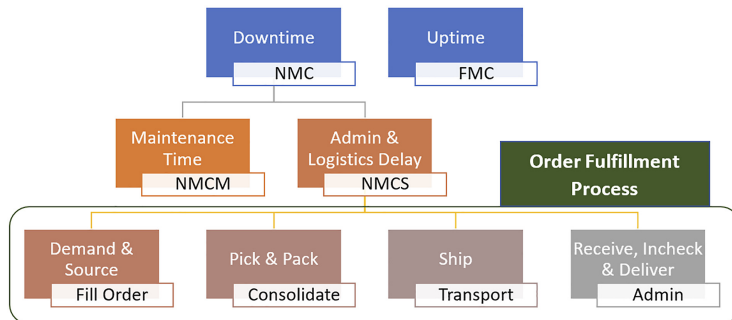 Downtime
NMC
Uptime
FMC
Maintenance
Time
NMCM
Admin &
Logistics Delay
NMCS
Order Fulfillment
Process
Demand &
Source
Fill Order
Pick & Pack
Consolidate
Ship
Transport
Receive, Incheck
& Deliver
Admin